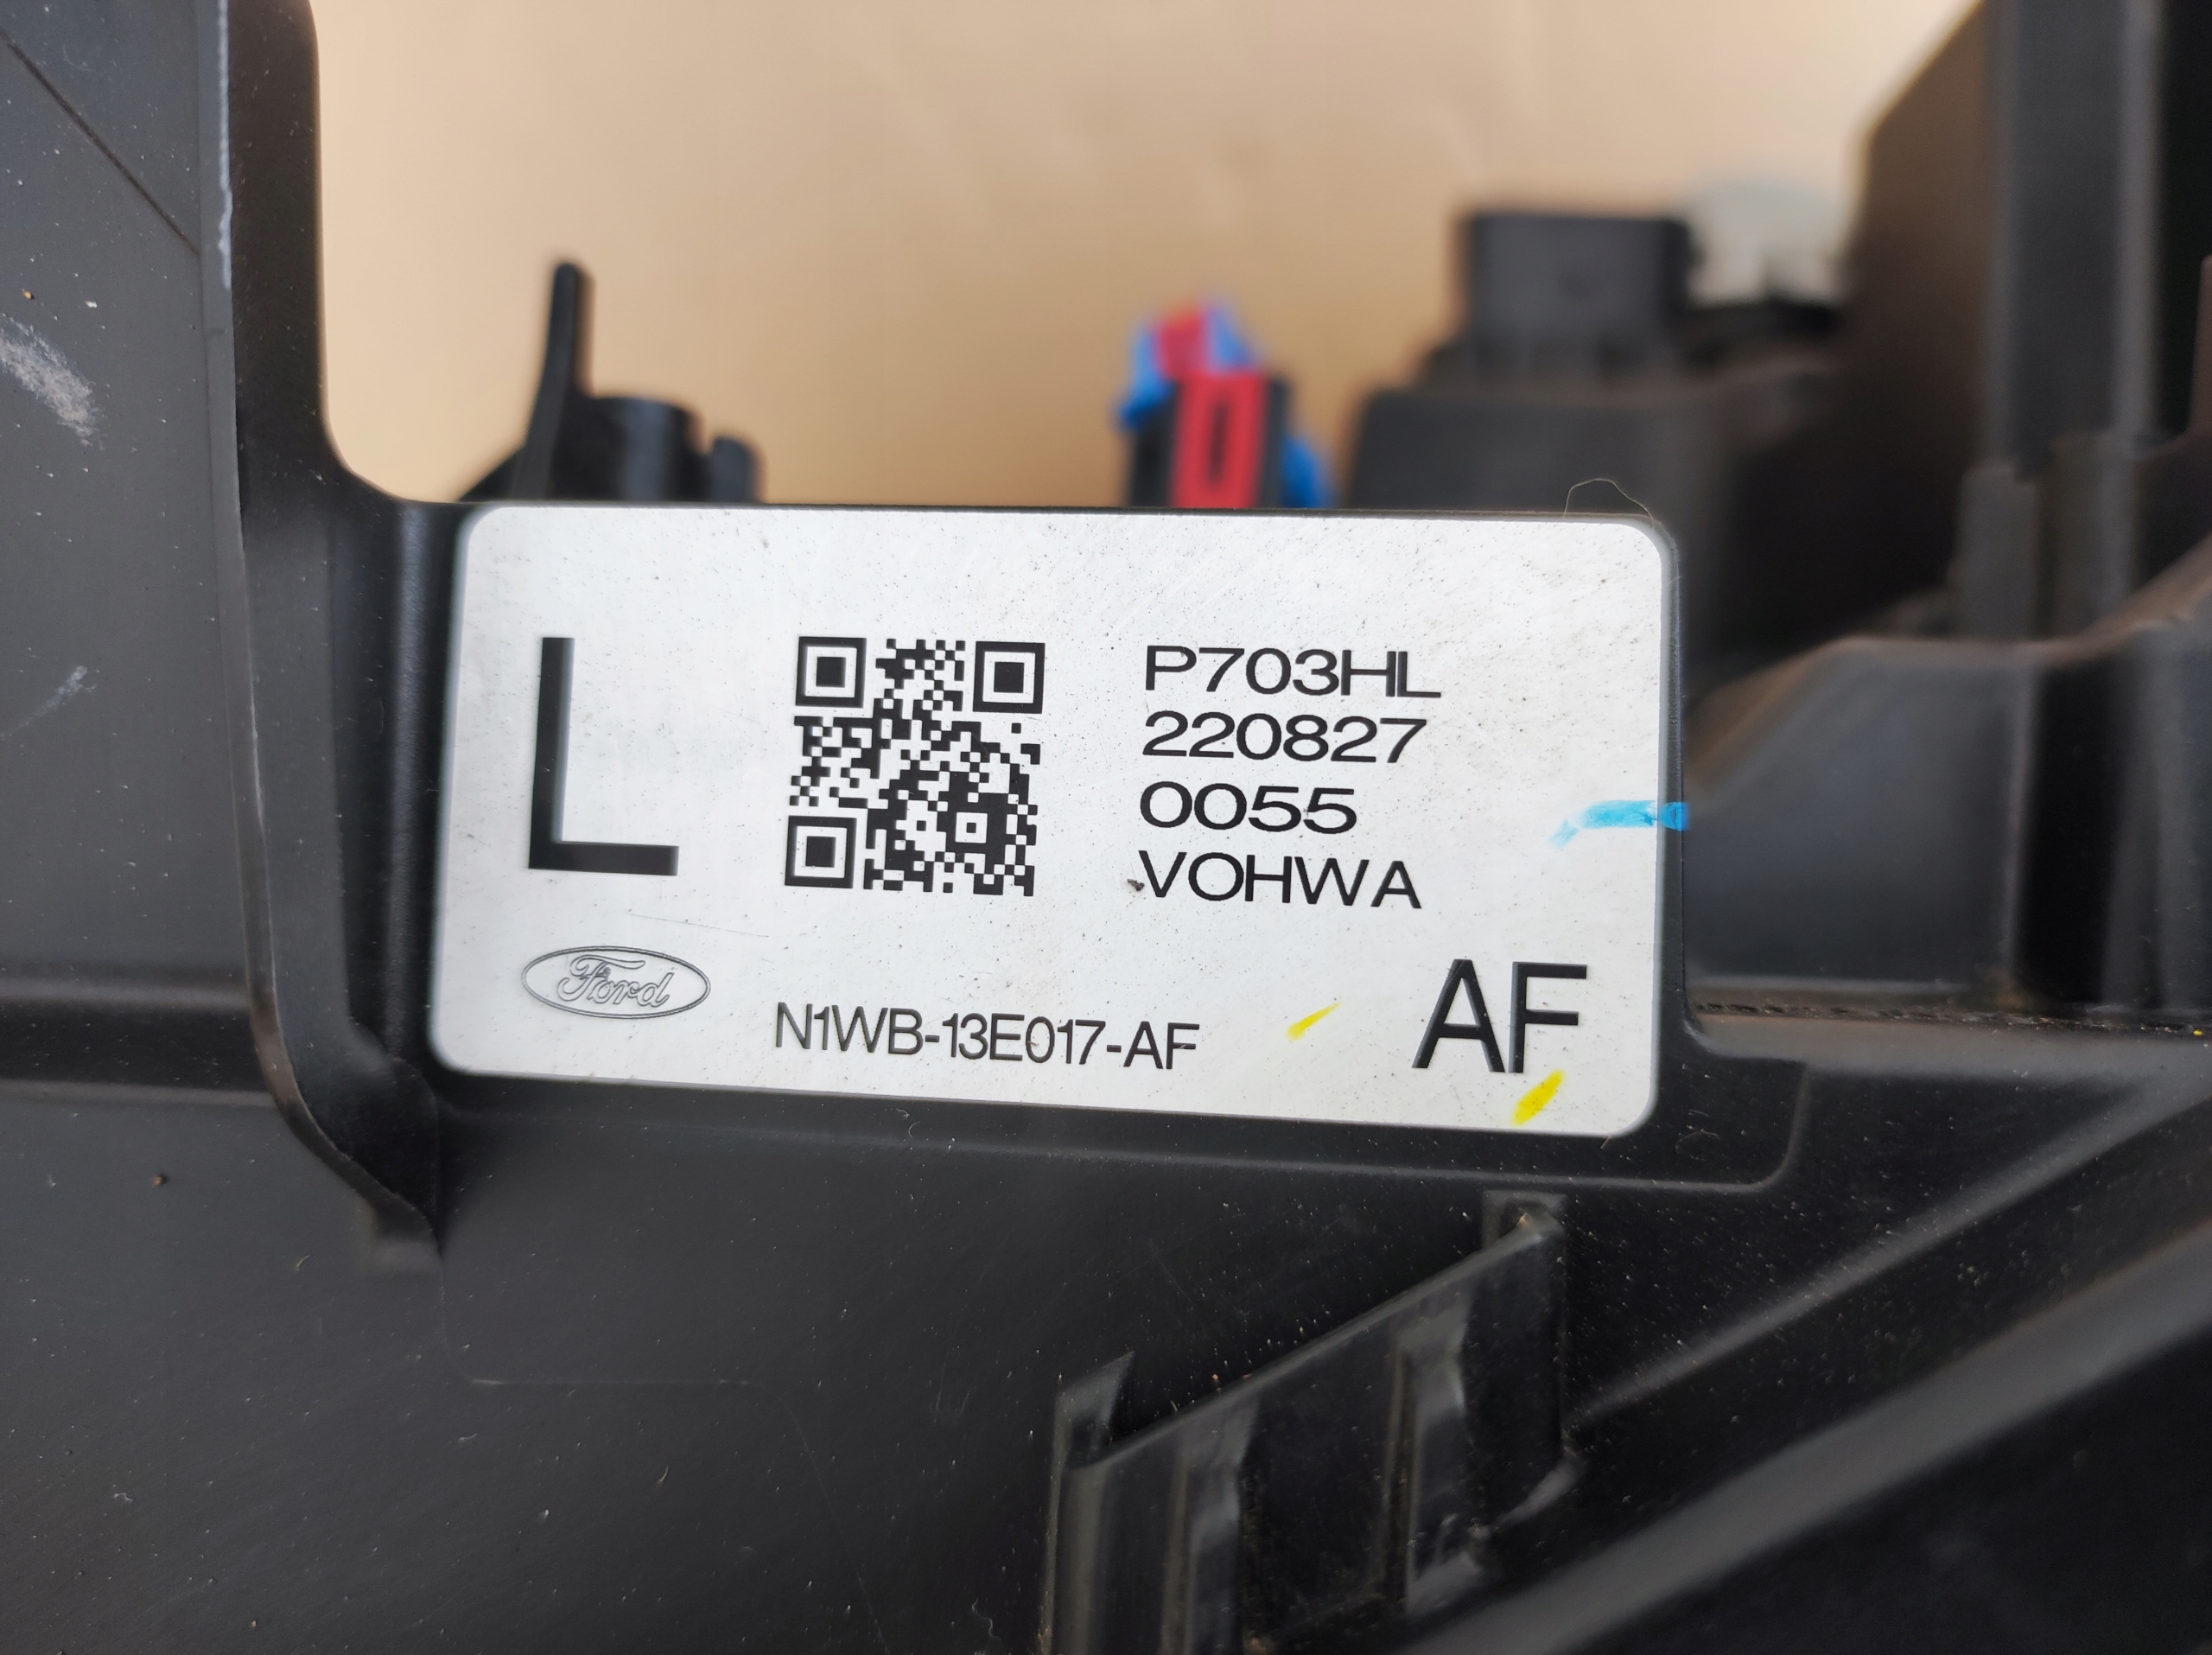 L
P703HL
220827
0055
VOHWA
Ford
N1WB-13E017-AF
AF